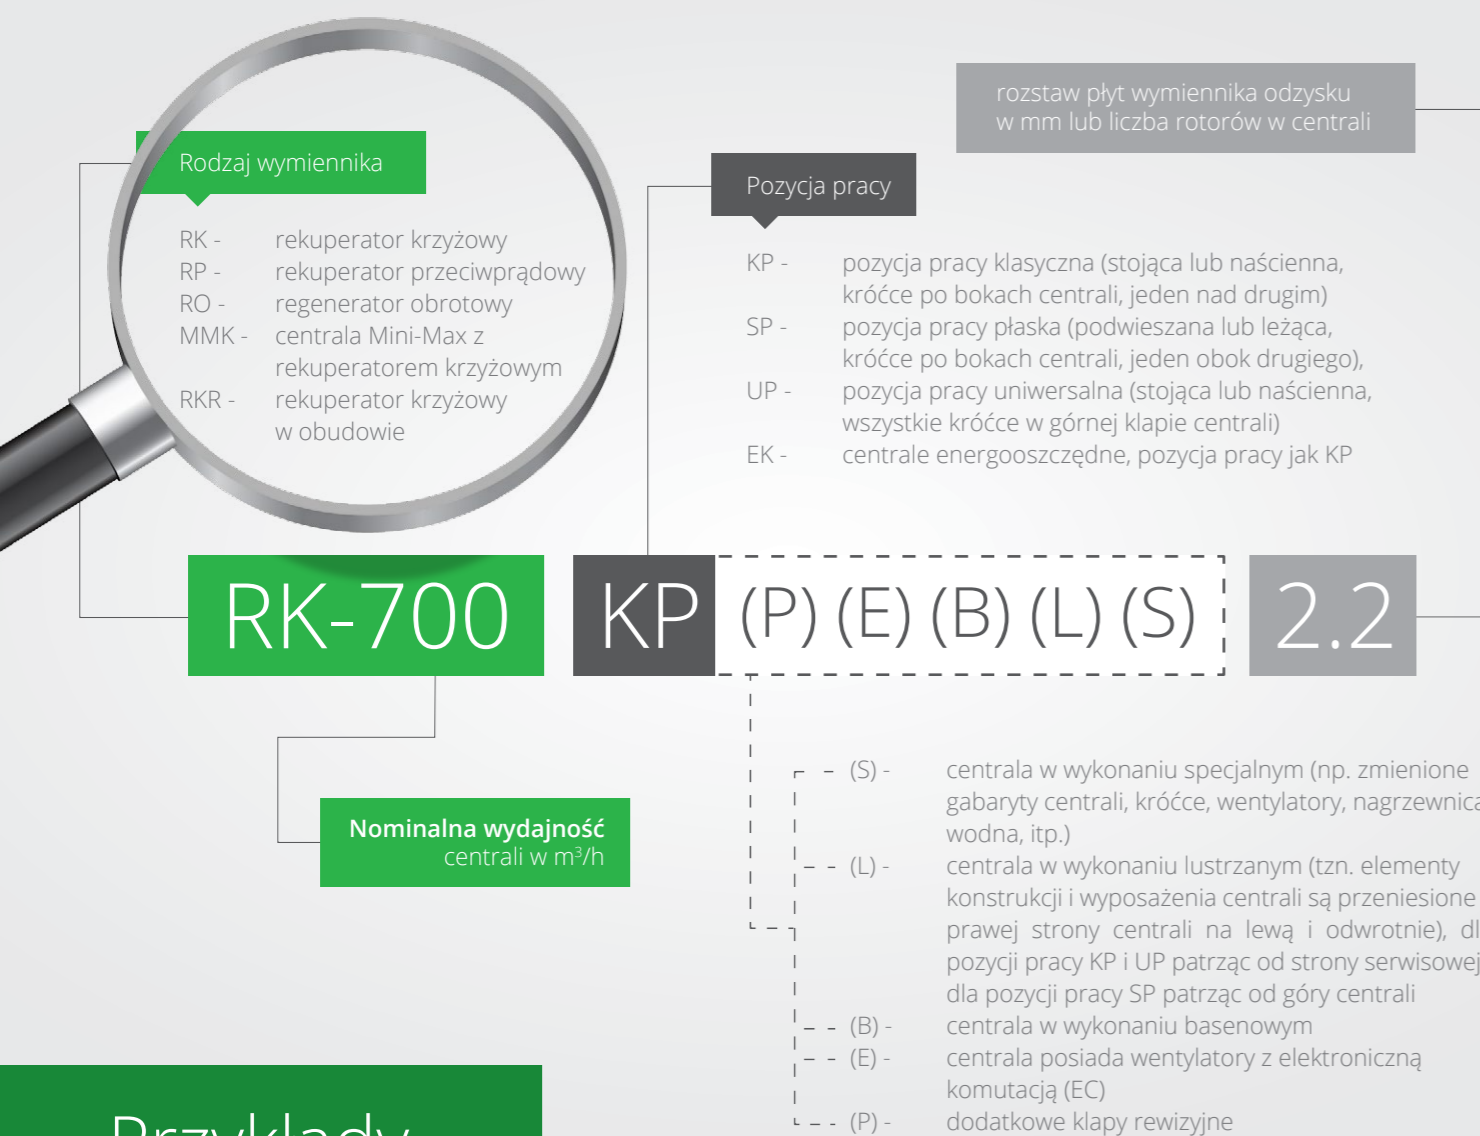 rozstaw płyt wymiennika odzysku
w mm lub liczba rotorów w centrali
Rodzaj wymiennika
RK - rekuperator krzyżowy
RP - rekuperator przeciwprądowy
RO - regenerator obrotowy
MMK - centrala Mini-Max z
rekuperatorem krzyżowym
RKR - rekuperator krzyżowy
w obudowie
Pozycja pracy
KP - pozycja pracy klasyczna (stojąca lub naścienna,
króćce po bokach centrali, jeden nad drugim)
SP - pozycja pracy płaska (podwieszana lub leżąca,
króćce po bokach centrali, jeden obok drugiego),
UP - pozycja pracy uniwersalna (stojąca lub naścienna,
wszystkie króćce w górnej klapie centrali)
EK - centrale energooszczędne, pozycja pracy jak KP
RK-700 KP (P) (E) (B) (L) (S) 2.2
Nominalna wydajność
centrali w m³/h
(S) - centrala w wykonaniu specjalnym (np. zmienione
gabaryty centrali, króćce, wentylatory, nagrzewnica
wodna, itp.)
(L) - centrala w wykonaniu lustrzanym (tzn. elementy
konstrukcji i wyposażenia centrali są przeniesione
prawej strony centrali na lewą i odwrotnie),
pozycji pracy KP i UP patrząc od strony serwisowej
dla pozycji pracy SP patrząc od góry centrali
(B) - centrala w wykonaniu basenowym
(E) - centrala posiada wentylatory z elektroniczną
komutacją (EC)
(P) - dodatkowe klapy rewizyjne
Przykłady